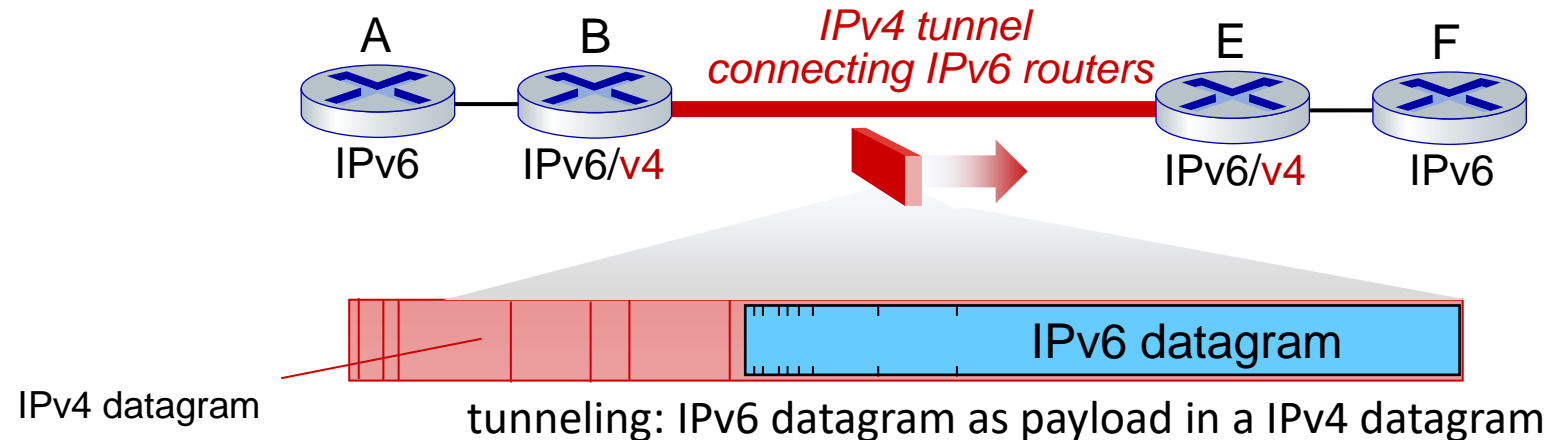 A
B
IPv4 tunnel
connecting IPv6 routers
E
F
IPv6
IPv6/v4
IPv6/v4
IPv6
IPv6 datagram
IPv4 datagram
tunneling: IPv6 datagram as payload in a IPv4 datagram